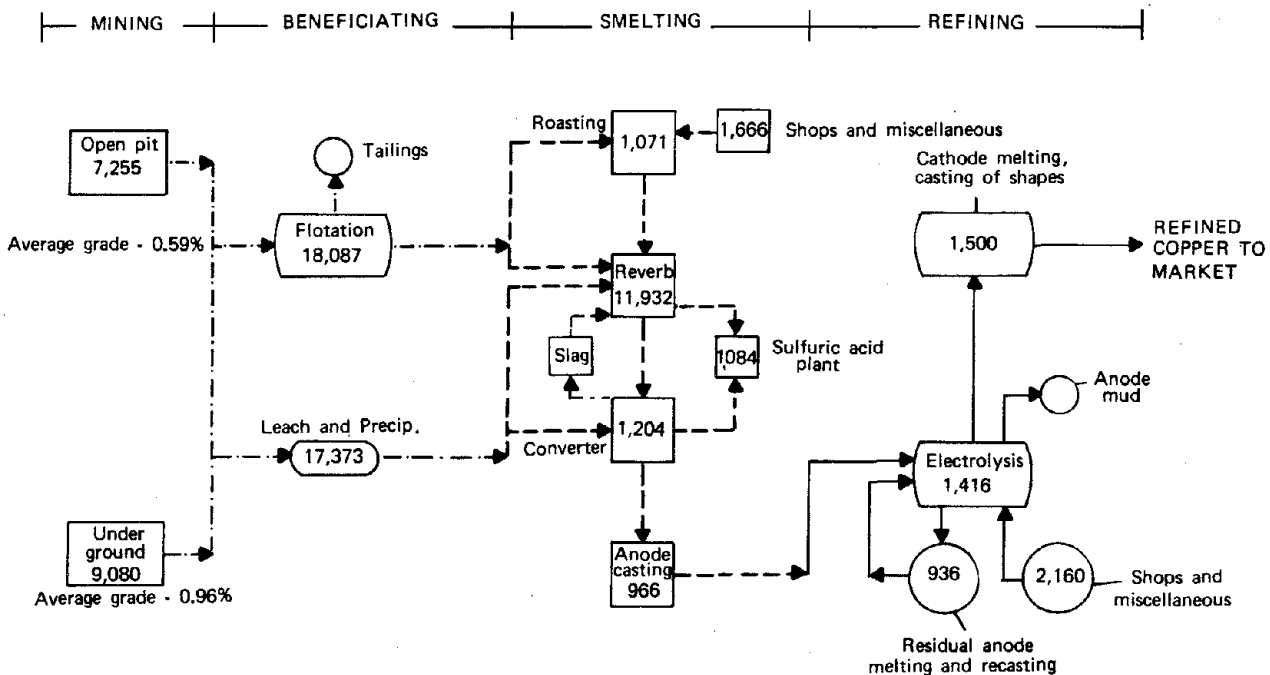 MINING
BENEFICIATING
SMELTING
REFINING
Open pit
7,255
Average grade - 0.59%
Under
ground
9,080
Average grade - 0.96%
Tailings
Flotation
18,087
Leach and Precip.
17,373
Roasting
1,071
1,666
Shops and miscellaneous
Reverb
11,932
Slag
1084
Sulfuric acid
plant
Converter
1,204
Anode
casting
966
Cathode melting,
casting of shapes
1,500
REFINED
COPPER TO
MARKET
Anode
mud
Electrolysis
1,416
936
2,160
Shops and
miscellaneous
Residual anode
melting and recasting